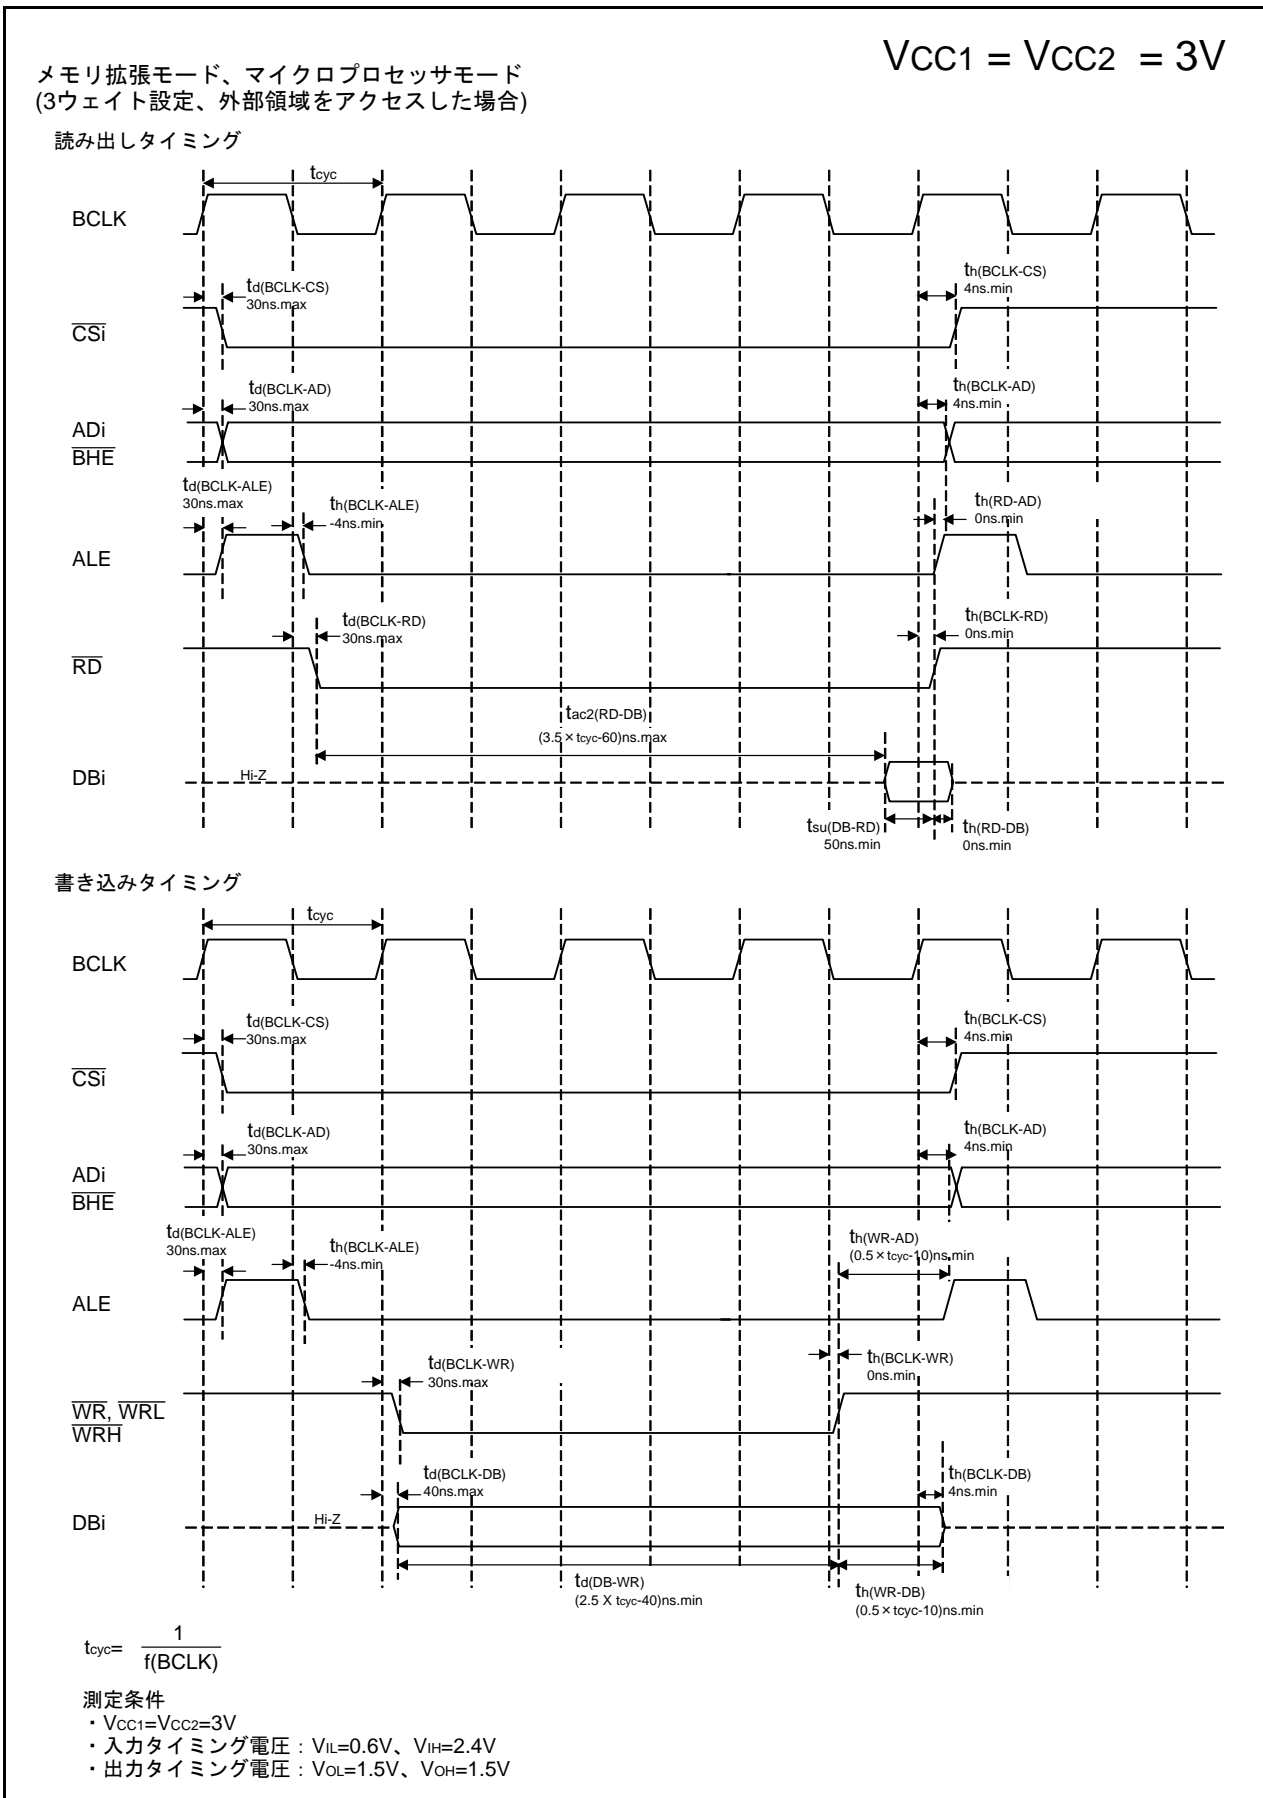 VCC1 = VCC2 = 3V
メモリ拡張モード、マイクロプロセッサモード
(3ウェイト設定、外部領域をアクセスした場合)
読み出しタイミング
tcyc
BCLK
td(BCLK-CS)
30ns.max
th(BCLK-CS)
4ns.min
CSi
td(BCLK-AD)
30ns.max
th(BCLK-AD)
4ns.min
ADi
BHE
td(BCLK-ALE)
30ns.max
th(BCLK-ALE)
-4ns.min
th(RD-AD)
0ns.min
ALE
td(BCLK-RD)
30ns.max
th(BCLK-RD)
0ns.min
RD
tac2(RD-DB)
(3.5×tcyc-60)ns.max
DBi
Hi-Z
tsu(DB-RD)
50ns.min
th(RD-DB)
0ns.min
書き込みタイミング
tcyc
BCLK
td(BCLK-CS)
30ns.max
th(BCLK-CS)
4ns.min
CSi
td(BCLK-AD)
30ns.max
th(BCLK-AD)
4ns.min
ADi
BHE
td(BCLK-ALE)
30ns.max
th(BCLK-ALE)
-4ns.min
th(WR-AD)
(0.5×tcyc-10)ns.min
ALE
td(BCLK-WR)
30ns.max
th(BCLK-WR)
0ns.min
WR, WRL
WRH
td(BCLK-DB)
40ns.max
th(BCLK-DB)
4ns.min
DBi
Hi-Z
td(DB-WR)
(2.5 X tcyc-40)ns.min
th(WR-DB)
(0.5×tcyc-10)ns.min
tcyc= 1
f(BCLK)
測定条件
・VCC1=VCC2=3V
・入力タイミング電圧：VIL=0.6V、VIH=2.4V
・出力タイミング電圧：VOL=1.5V、VOH=1.5V